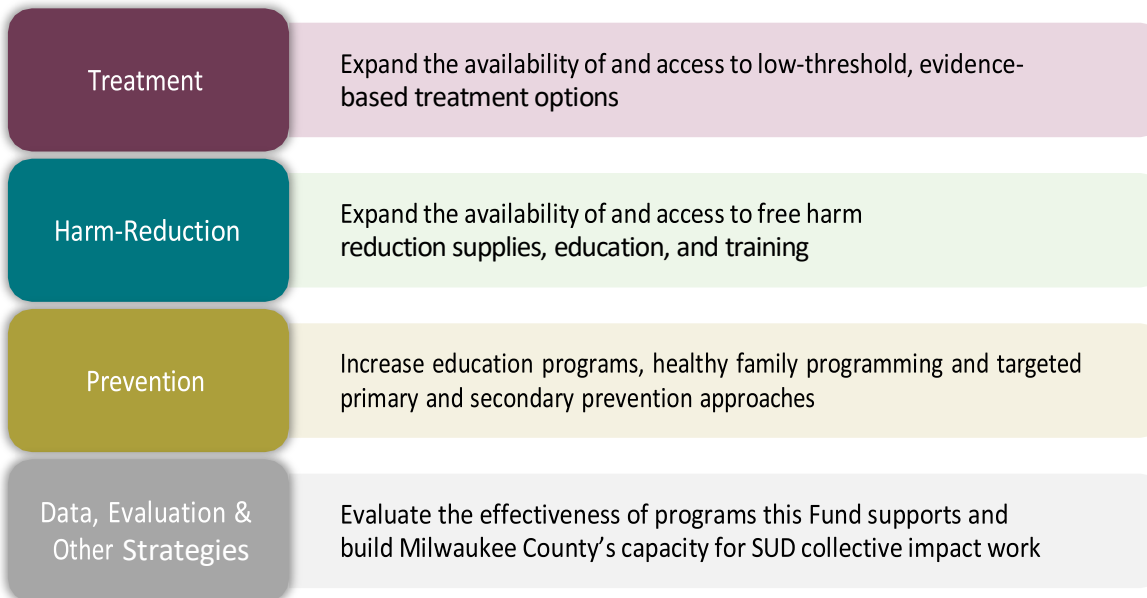 Treatment
Expand the availability of and access to low-threshold, evidence-
based treatment options
Harm-Reduction
Expand the availability of and access to free harm
reduction supplies, education, and training
Prevention
Increase education programs, healthy family programming and targeted
primary and secondary prevention approaches
Data, Evaluation &
Other Strategies
Evaluate the effectiveness of programs this Fund supports and
build Milwaukee County’s capacity for SUD collective impact work